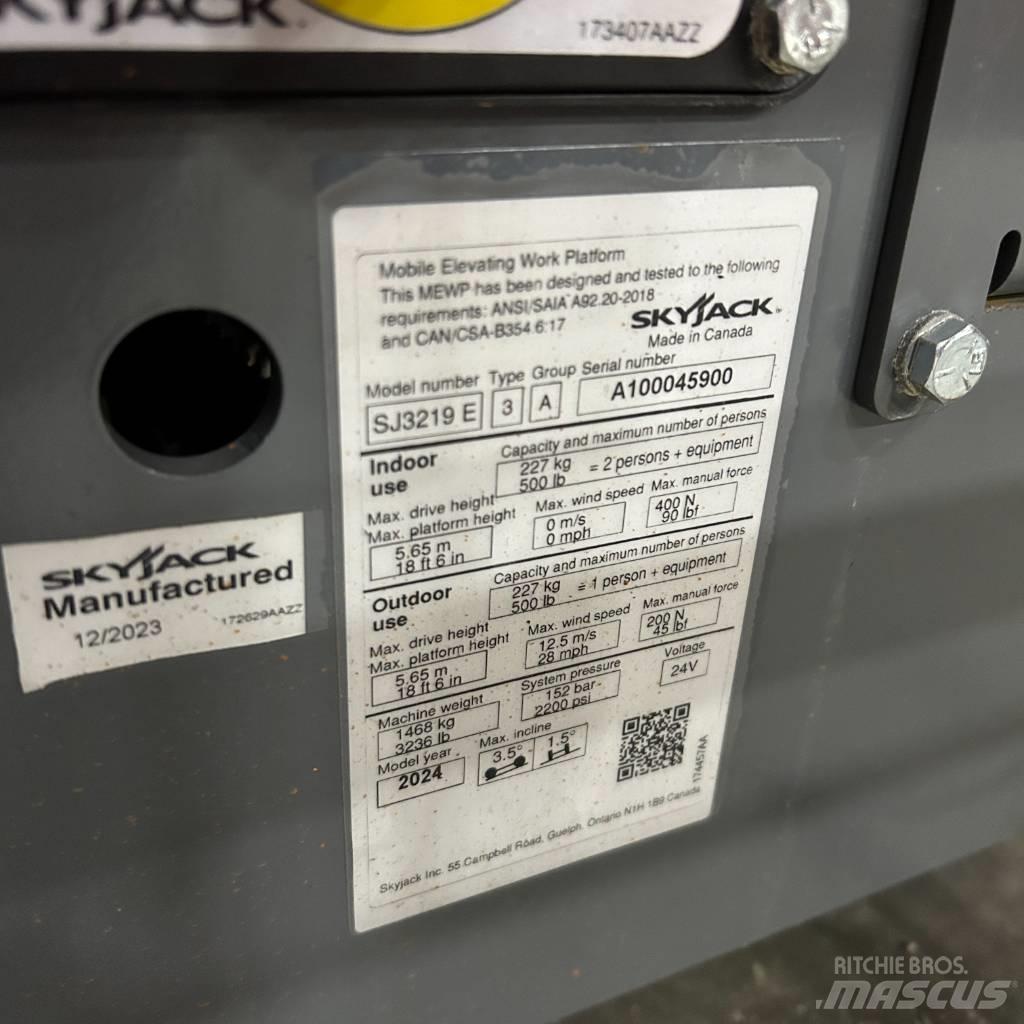 SKYJACK.
173407AAZZ
Mobile Elevating Work Platform
This MEWP has been designed and tested to the following
requirements: ANSI/SAIA A92.20-2018
and CAN/CSA-B354.6:17
SKYJACK
Made in Canada
Model number Type Group Serial number
SJ3219 E 3 A A100045900
Indoor use
Capacity and maximum number of persons
227 kg
500 lb
= 2 persons + equipment
Max. drive height
Max. platform height
5.65 m
18 ft 6 in
Max. wind speed
0 m/s
0 mph
Max. manual force
400 N
90 lbf
Outdoor use
Capacity and maximum number of persons
227 kg
500 lb
= 1 person + equipment
Max. drive height
Max. platform height
5.65 m
18 ft 6 in
Max. wind speed
12.5 m/s
28 mph
Max. manual force
200 N
45 lbf
Machine weight
1468 kg
3236 lb
System pressure
152 bar
2200 psi
Voltage
24V
Model year
2024
Max. incline
3.5° 1.5°
174457AA
Skyjack Inc. 55 Campbell Road, Guelph, Ontario N1H 1B9 Canada
SKYJACK
Manufactured
12/2023
172629AAZZ
RITCHIE BROS.
MASCUS